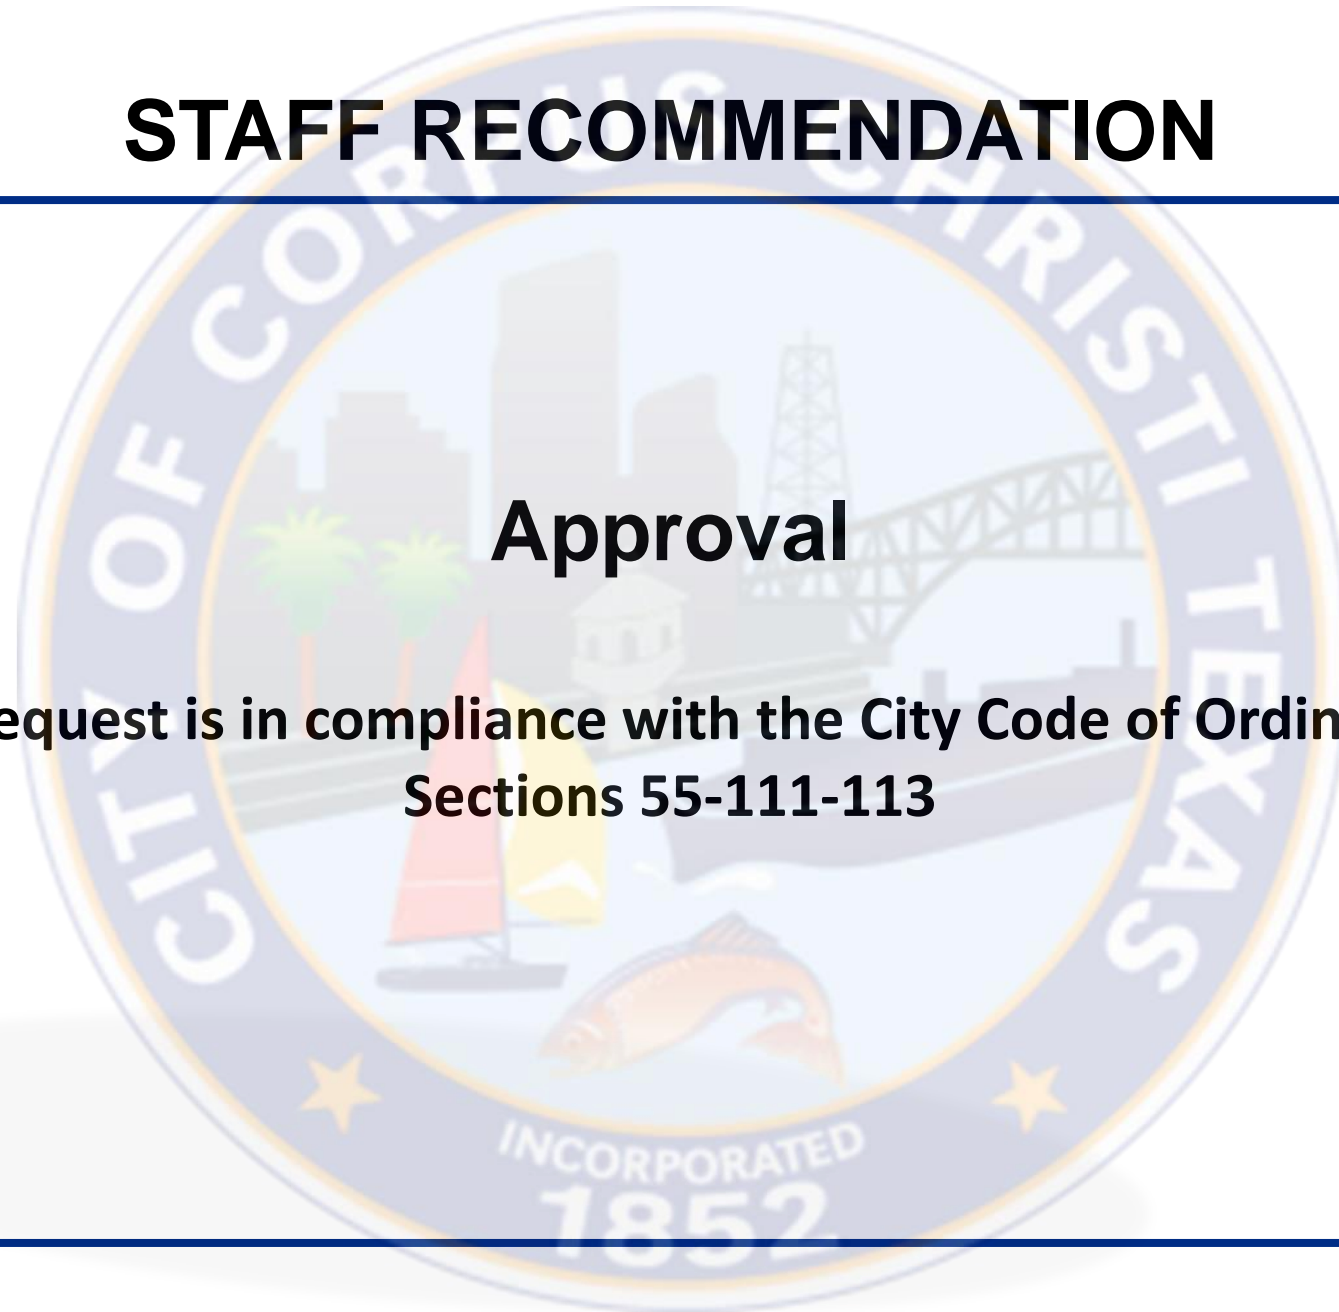 STAFF RECOMMENDATION
Approval
equest is in compliance with the City Code of Ordin
Sections 55-111-113
CITY OF CORPUS CHRISTI TEXAS
INCORPORATED
1852